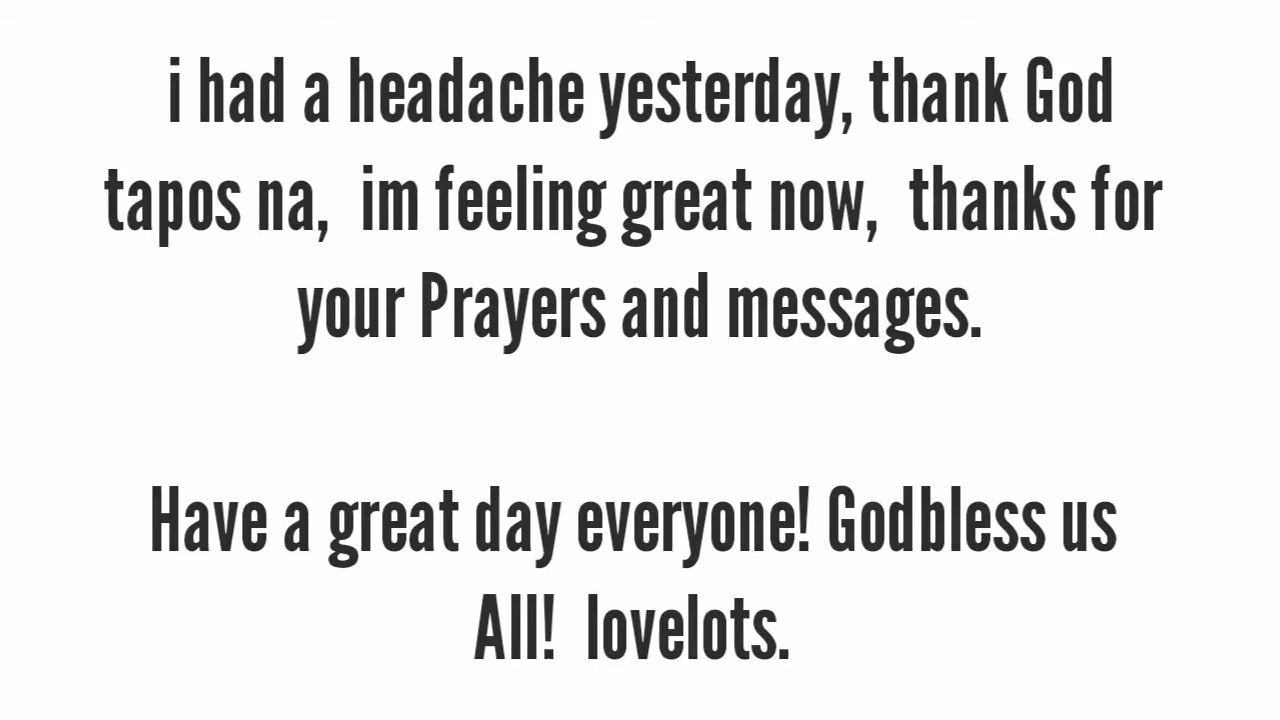 i had a headache yesterday, thank God
tapos na,  im feeling great now,  thanks for
your Prayers and messages.
Have a great day everyone! Godbless us
All!  lovelots.